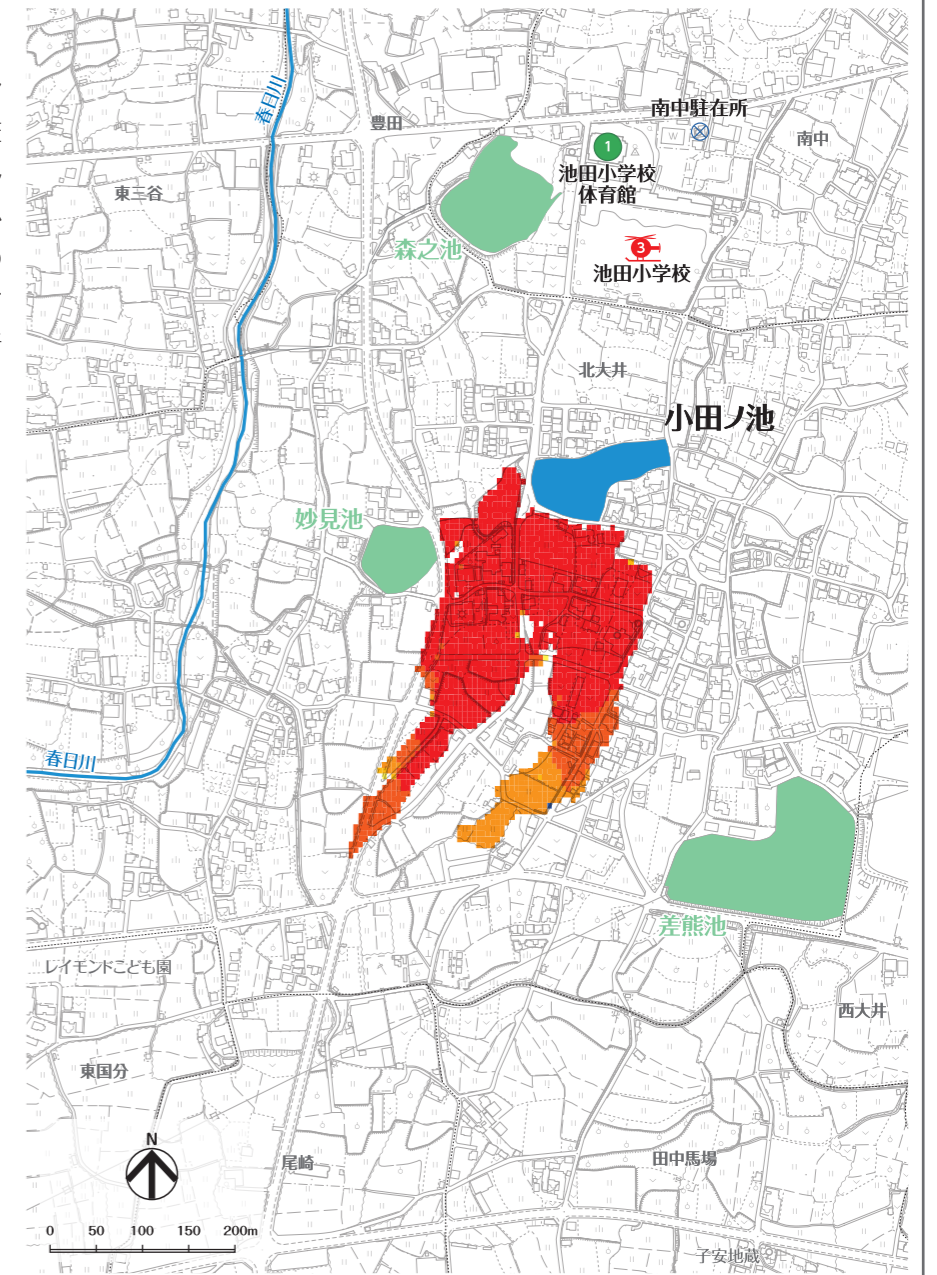 春日川
豊田
南中駐在所
南中
1
池田小学校
体育館
東三谷
森之池
3
池田小学校
北大井
小田ノ池
妙見池
春日川
差熊池
レイモンドこども園
西大井
東国分
N
尾崎
田中馬場
0 50 100 150 200m
子安地蔵